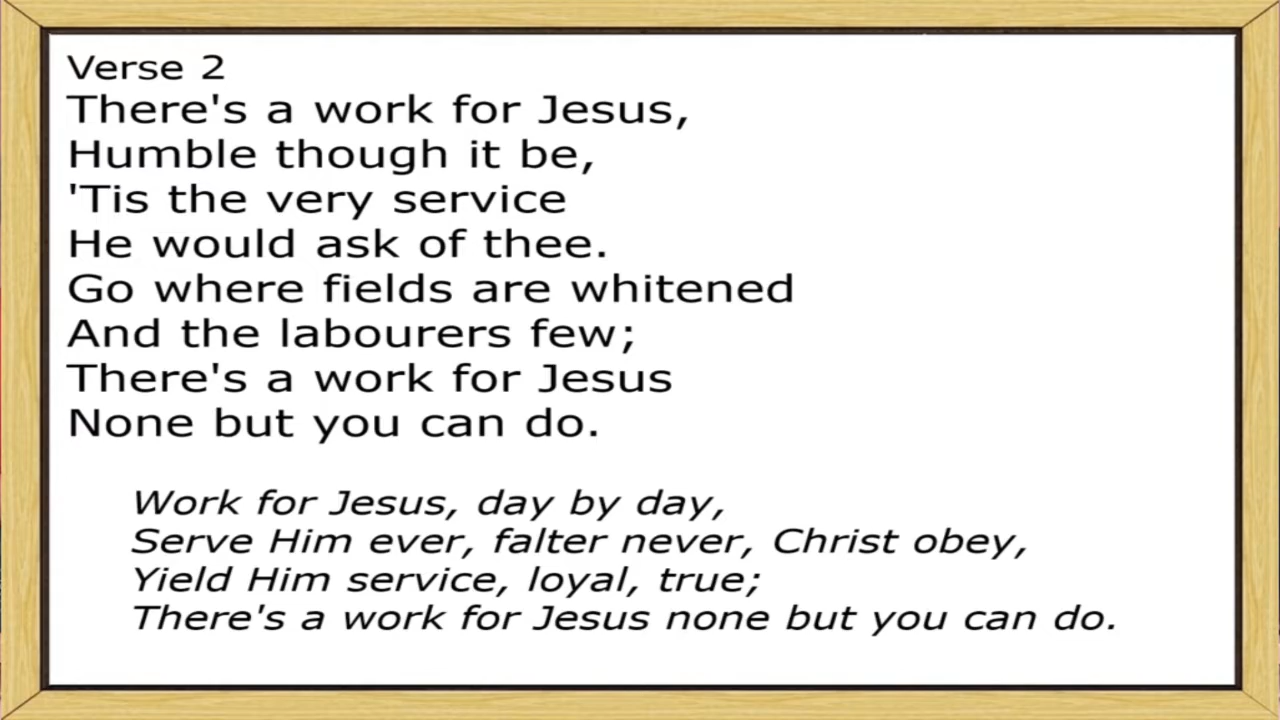 Verse 2
There's a work for Jesus,
Humble though it be,
'Tis the very service
He would ask of thee.
Go where fields are whitened
And the labourers few;
There's a work for Jesus
None but you can do.
Work for Jesus, day by day,
Serve Him ever, falter never, Christ obey,
Yield Him service, loyal, true;
There's a work for Jesus none but you can do.